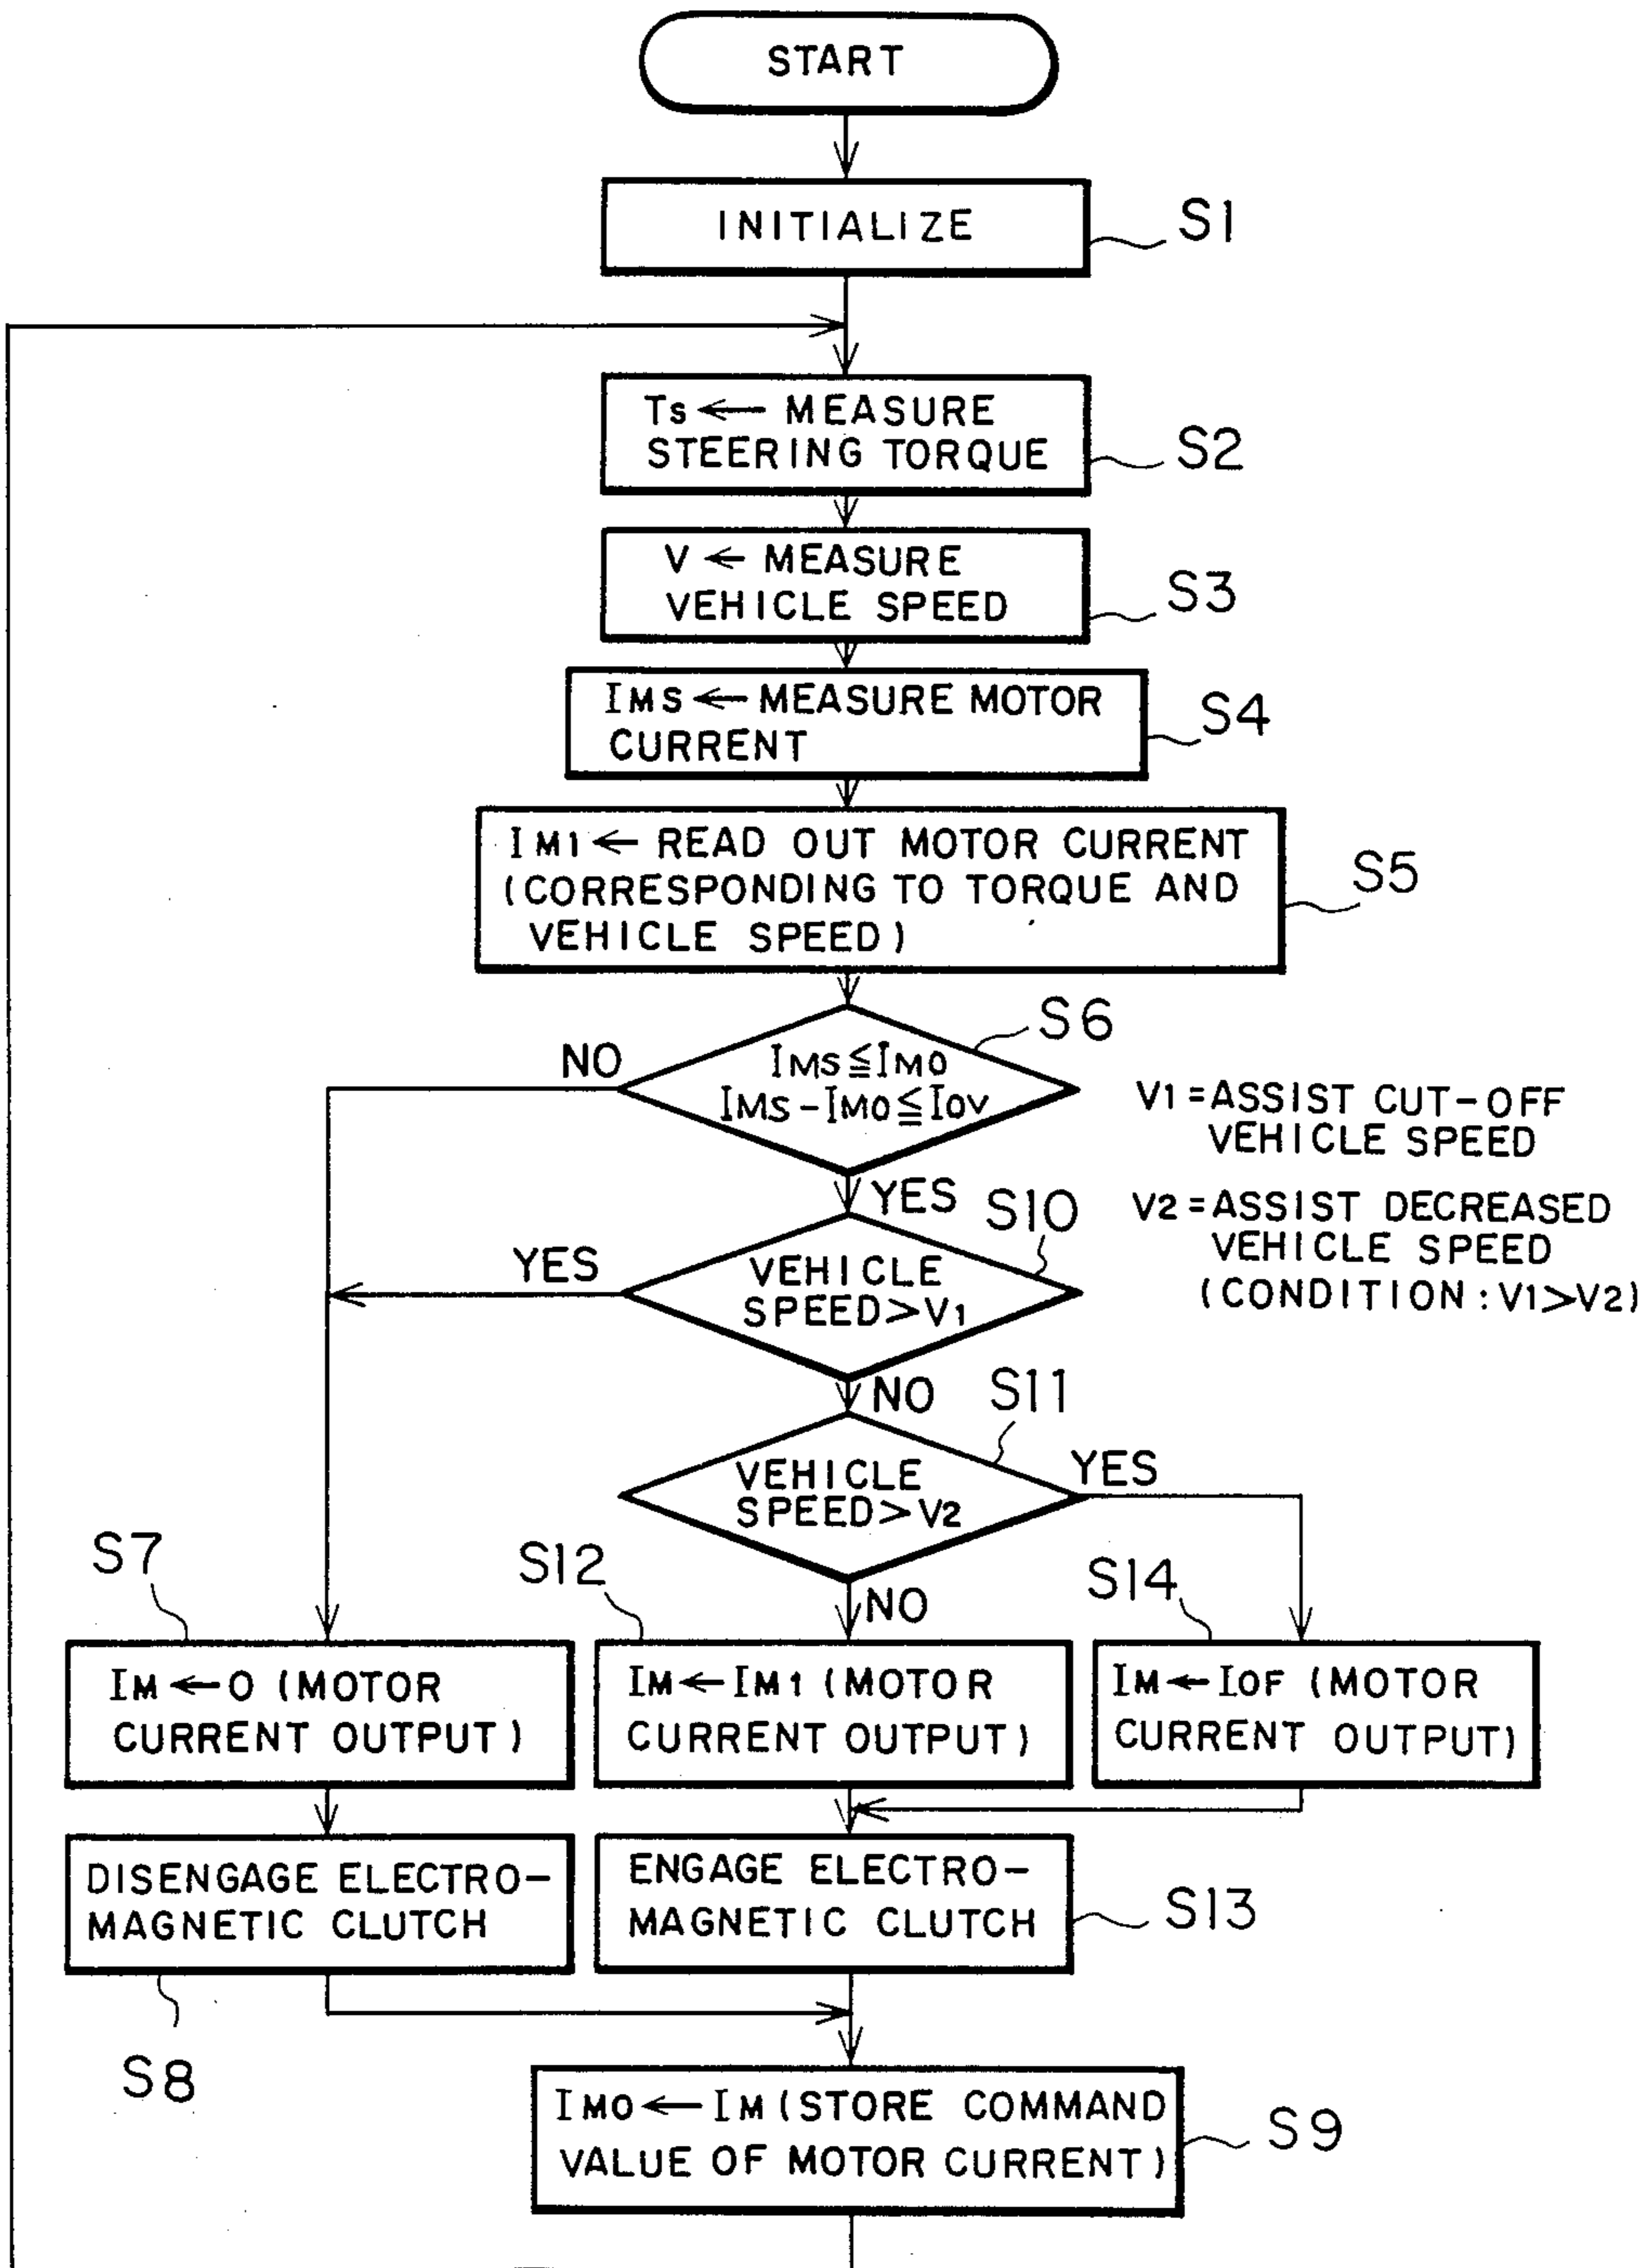 START
INITIALIZE
S1
Ts ← MEASURE
STEERING TORQUE
S2
V ← MEASURE
VEHICLE SPEED
S3
IMS ← MEASURE MOTOR
CURRENT
S4
IM1 ← READ OUT MOTOR CURRENT
(CORRESPONDING TO TORQUE AND
VEHICLE SPEED)
S5
S6
NO
IMS ≦ IMO
IMS - IMO ≦ IOV
YES
V1 = ASSIST CUT-OFF
VEHICLE SPEED
V2 = ASSIST DECREASED
VEHICLE SPEED
(CONDITION : V1 > V2)
S10
YES
VEHICLE
SPEED > V1
NO
S11
VEHICLE
SPEED > V2
YES
NO
S7
IM ← O (MOTOR
CURRENT OUTPUT)
S12
IM ← IM1 (MOTOR
CURRENT OUTPUT)
S14
IM ← IOF (MOTOR
CURRENT OUTPUT)
DISENGAGE ELECTRO-
MAGNETIC CLUTCH
S8
ENGAGE ELECTRO-
MAGNETIC CLUTCH
S13
IMO ← IM (STORE COMMAND
VALUE OF MOTOR CURRENT)
S9